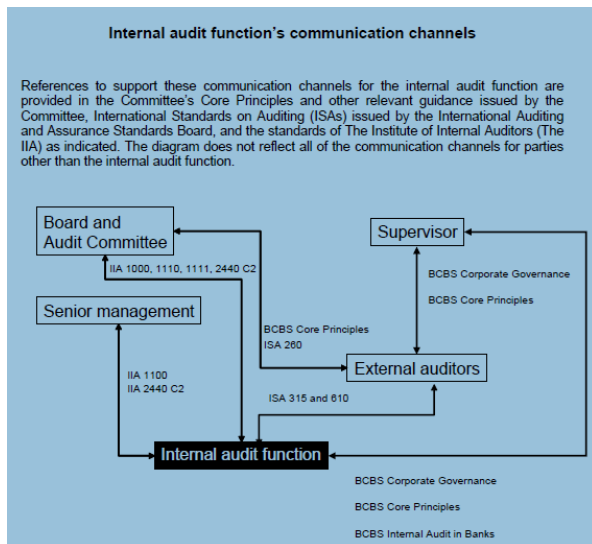 Internal audit function's communication channels
References to support these communication channels for the internal audit function are
provided in the Committee's Core Principles and other relevant guidance issued by the
Committee, International Standards on Auditing (ISAs) issued by the International Auditing
and Assurance Standards Board, and the standards of The Institute of Internal Auditors (The
IIA) as indicated. The diagram does not reflect all of the communication channels for parties
other than the internal audit function.
Board and
Audit Committee
Supervisor
IIA 1000, 1110, 1111, 2440 C2
BCBS Corporate Governance
BCBS Core Principles
Senior management
BCBS Core Principles
ISA 260
External auditors
IIA 1100
IIA 2440 C2
ISA 315 and 610
Internal audit function
BCBS Corporate Governance
BCBS Core Principles
BCBS Internal Audit in Banks